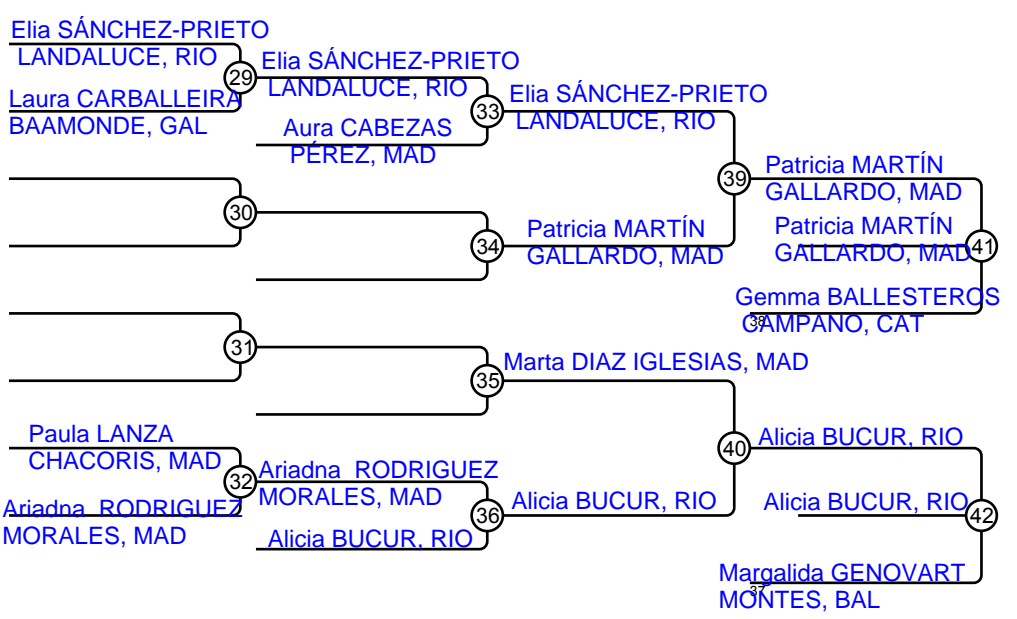 Elia SÁNCHEZ-PRIETO
LANDALUCE, RIO
29
Laura CARBALLEIRA
BAAMONDE, GAL
Elia SÁNCHEZ-PRIETO
LANDALUCE, RIO
33
Aura CABEZAS
PÉREZ, MAD
Elia SÁNCHEZ-PRIETO
LANDALUCE, RIO
39
30
34
Patricia MARTÍN
GALLARDO, MAD
Patricia MARTÍN
GALLARDO, MAD
Patricia MARTÍN
GALLARDO, MAD
41
Gemma BALLESTEROS
CAMPANO, CAT
38
31
35
Marta DIAZ IGLESIAS, MAD
40
Paula LANZA
CHACORIS, MAD
32
Ariadna  RODRIGUEZ
MORALES, MAD
Ariadna  RODRIGUEZ
MORALES, MAD
36
Alicia BUCUR, RIO
Alicia BUCUR, RIO
Alicia BUCUR, RIO
Alicia BUCUR, RIO
42
Margalida GENOVART
MONTES, BAL
37